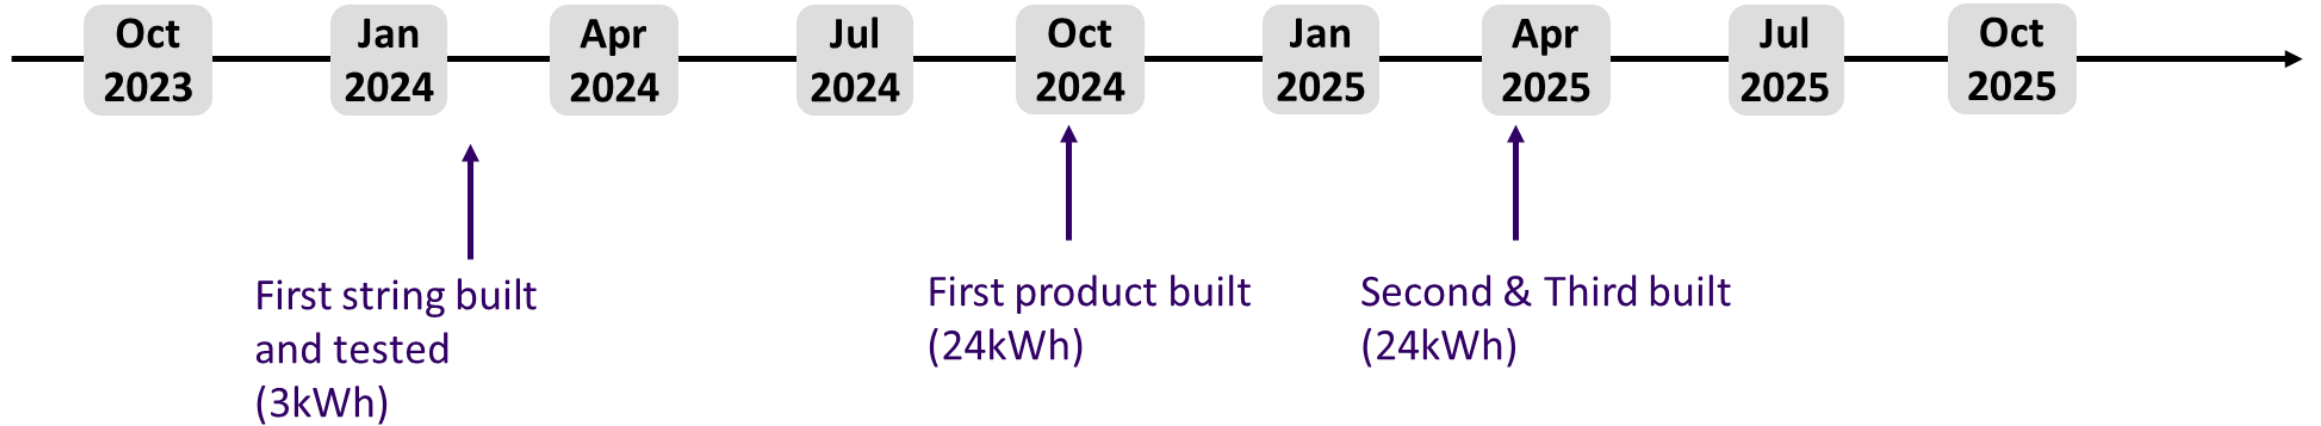 Oct
2023
Jan
2024
Apr
2024
Jul
2024
Oct
2024
Jan
2025
Apr
2025
Jul
2025
Oct
2025
First string built
and tested
(3kWh)
First product built
(24kWh)
Second & Third built
(24kWh)